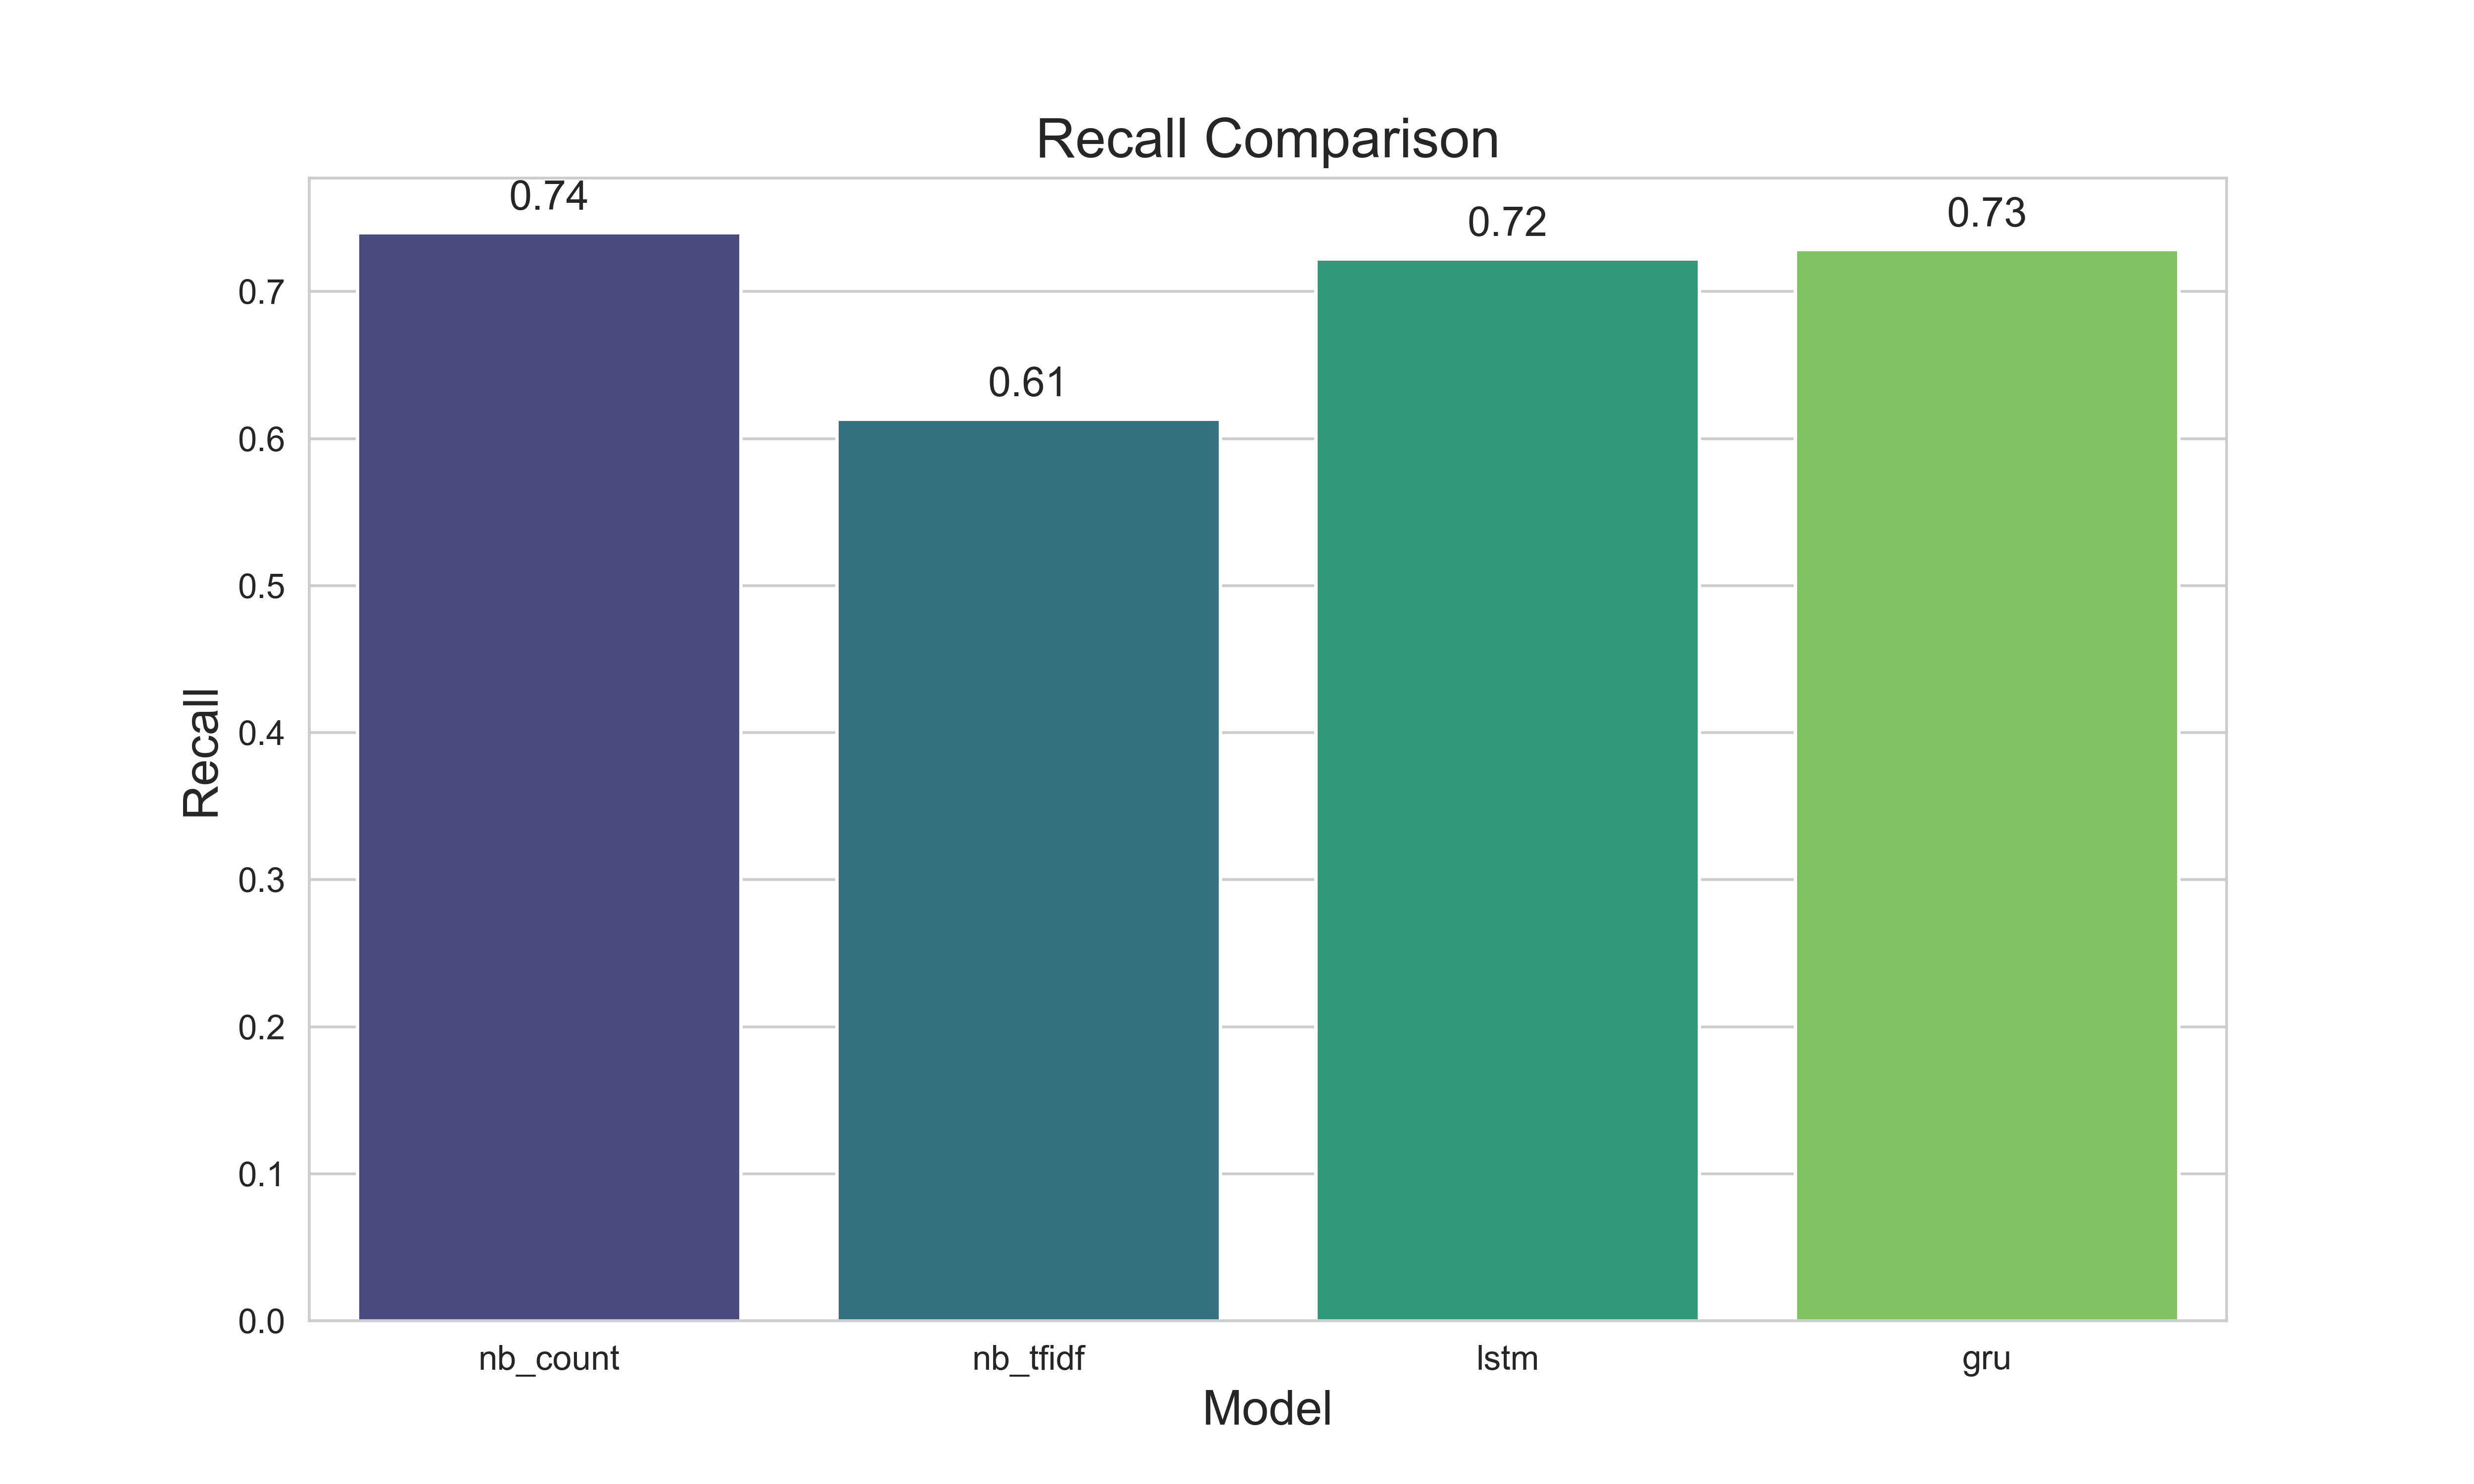 Recall Comparison
0.74
0.61
0.72
0.73
Recall
0.7
0.6
0.5
0.4
0.3
0.2
0.1
0.0
nb_count
nb_tfidf
lstm
gru
Model